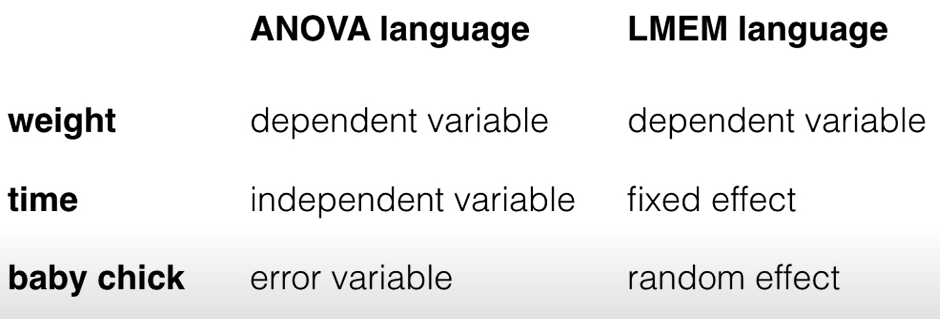 ANOVA language LMEM language
weight dependent variable dependent variable
time independent variable fixed effect
baby chick error variable random effect